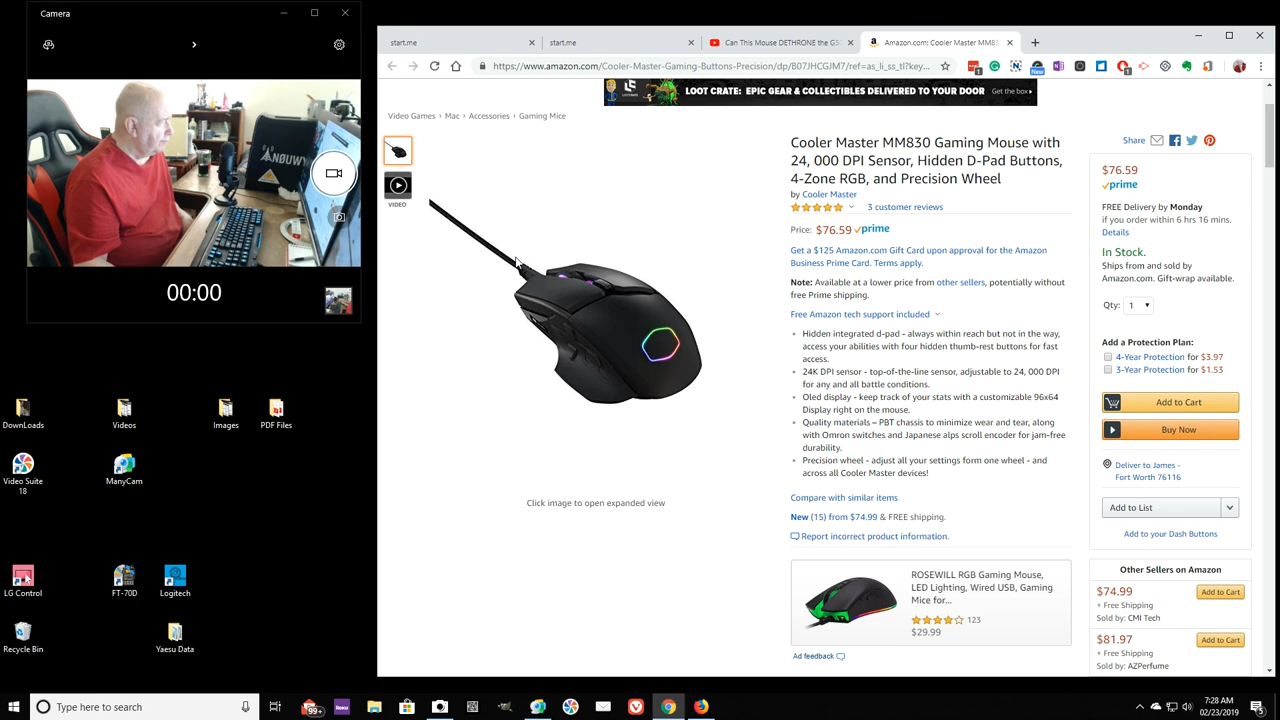 Camera
00:00
DownLoads
Videos
Images
PDF Files
Video Suite
18
ManyCam
LG Control
FT-70D
Logitech
Recycle Bin
Yaesu Data
start.me
start.me
Can This Mouse DETHRONE the G50
Amazon.com: Cooler Master MM83
https://www.amazon.com/Cooler-Master-Gaming-Buttons-Precision/dp/B07JHCGJM7/ref=as_li_ss_tl?key...
LOOT CRATE: EPIC GEAR & COLLECTIBLES DELIVERED TO YOUR DOOR
Get the box
Video Games › Mac › Accessories › Gaming Mice
VIDEO
Click image to open expanded view
Cooler Master MM830 Gaming Mouse with
24, 000 DPI Sensor, Hidden D-Pad Buttons,
4-Zone RGB, and Precision Wheel
by Cooler Master
3 customer reviews
Price: $76.59 prime
Get a $125 Amazon.com Gift Card upon approval for the Amazon
Business Prime Card. Terms apply.
Note: Available at a lower price from other sellers, potentially without
free Prime shipping.
Free Amazon tech support included
• Hidden integrated d-pad - always within reach but not in the way,
access your abilities with four hidden thumb-rest buttons for fast
access.
• 24K DPI sensor - top-of-the-line sensor, adjustable to 24, 000 DPI
for any and all battle conditions.
• Oled display - keep track of your stats with a customizable 96x64
Display right on the mouse.
• Quality materials – PBT chassis to minimize wear and tear, along
with Omron switches and Japanese alps scroll encoder for jam-free
durability.
• Precision wheel - adjust all your settings form one wheel - and
across all Cooler Master devices!
Compare with similar items
New (15) from $74.99 & FREE shipping.
Report incorrect product information.
ROSEWILL RGB Gaming Mouse,
LED Lighting, Wired USB, Gaming
Mice for...
123
$29.99
Ad feedback
Share
$76.59
prime
FREE Delivery by Monday
if you order within 6 hrs 16 mins.
Details
In Stock.
Ships from and sold by
Amazon.com. Gift-wrap available.
Qty: 1
Add a Protection Plan:
4-Year Protection for $3.97
3-Year Protection for $1.53
Add to Cart
Buy Now
Deliver to James -
Fort Worth 76116
Add to List
Add to your Dash Buttons
Other Sellers on Amazon
$74.99
Add to Cart
+ Free Shipping
Sold by: CMI Tech
$81.97
Add to Cart
+ Free Shipping
Sold by: AZPerfume
Type here to search
99+
Roku
7:28 AM
02/23/2019